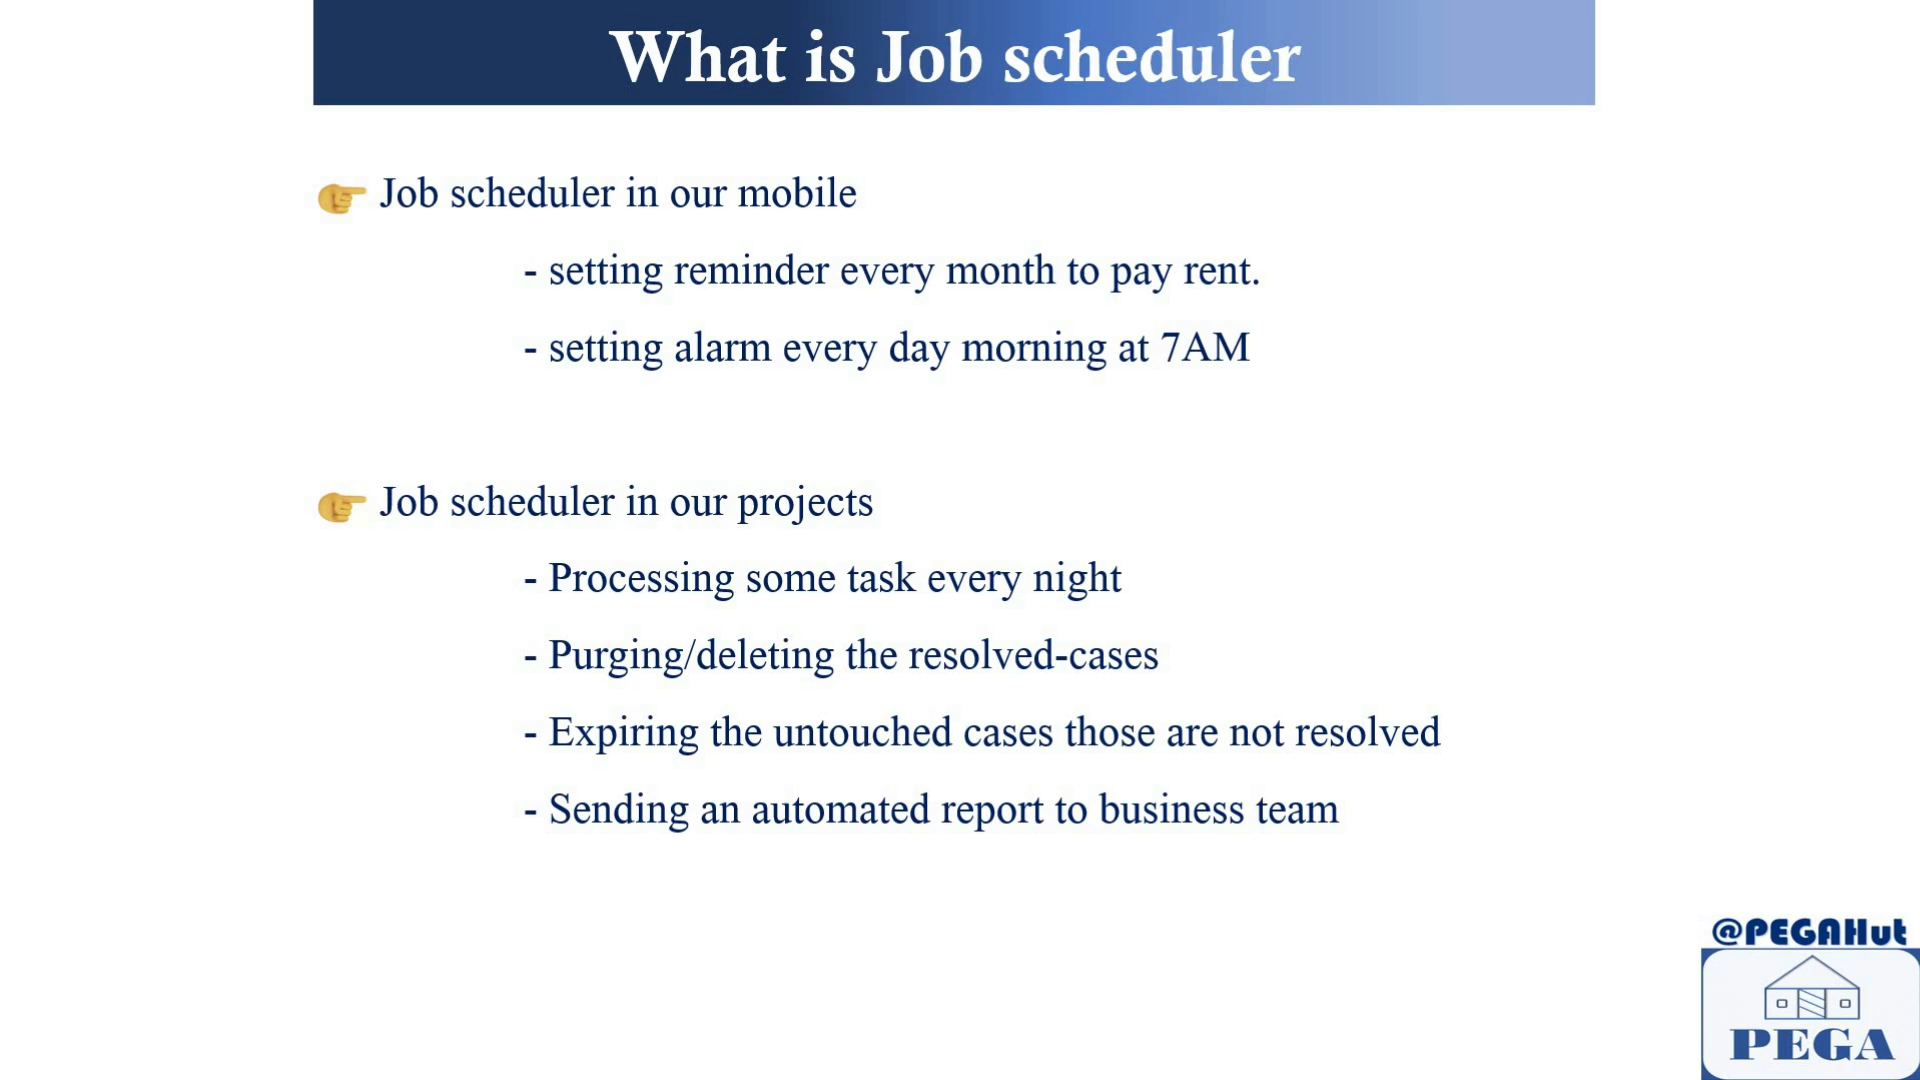 What is Job scheduler
Job scheduler in our mobile
- setting reminder every month to pay rent.
- setting alarm every day morning at 7AM
Job scheduler in our projects
- Processing some task every night
- Purging/deleting the resolved-cases
- Expiring the untouched cases those are not resolved
- Sending an automated report to business team
@PEGAHut
PEGA